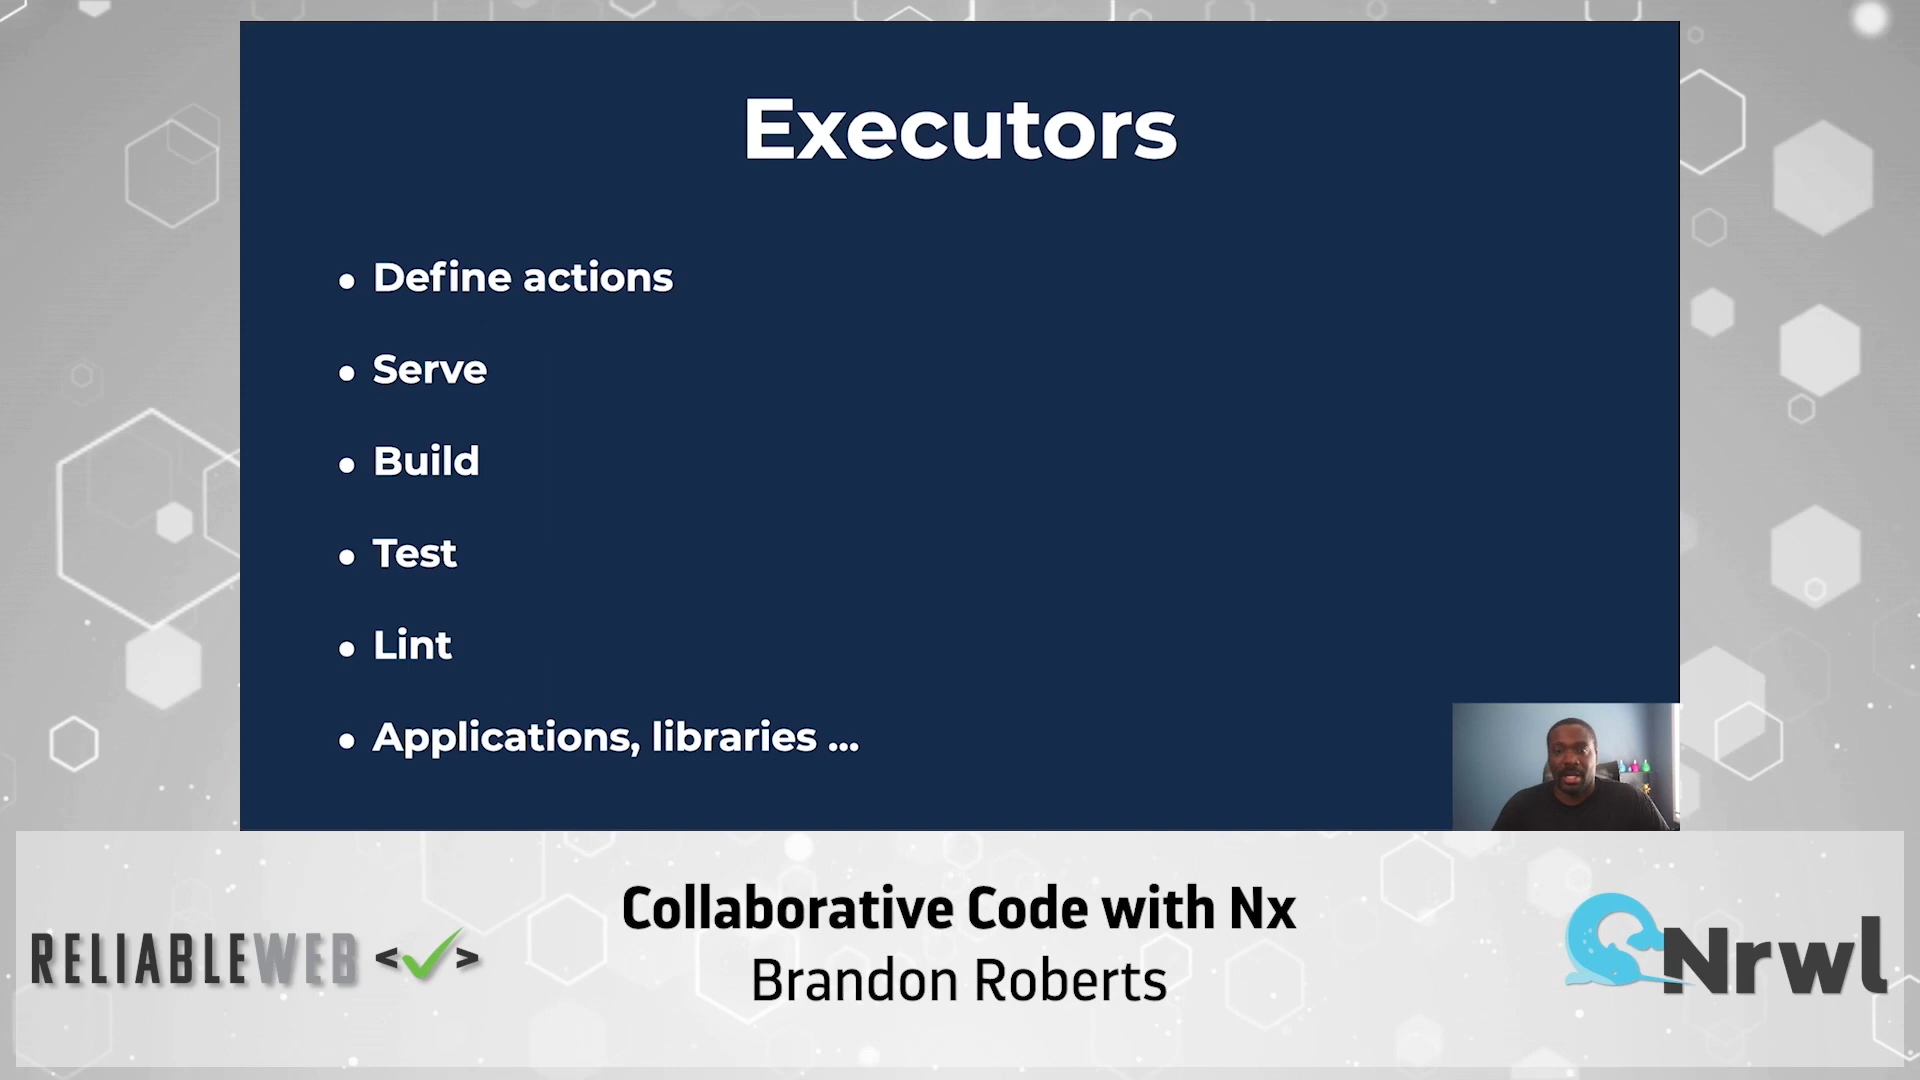 Executors
• Define actions
• Serve
• Build
• Test
• Lint
• Applications, libraries ...
Collaborative Code with Nx
Brandon Roberts
RELIABLEWEB < >
Nrwl